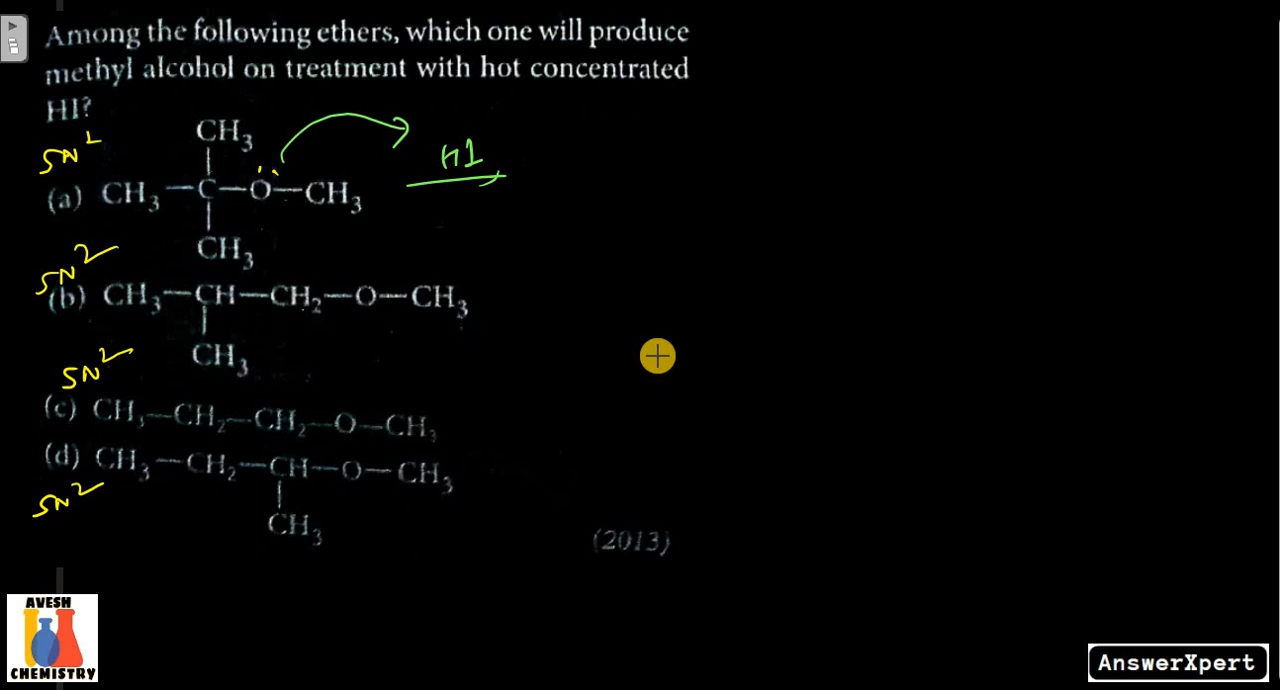 Among the following ethers, which one will produce
methyl alcohol on treatment with hot concentrated
HI?
SN1
CH3
HI
(a) CH3—C—O—CH3
CH3
SN2
(b) CH3—CH—CH2—O—CH3
CH3
SN2
(c) CH3—CH2—CH2—O—CH3
(d) CH3—CH2—CH—O—CH3
SN2
CH3
(2013)
AVESH
CHEMISTRY
AnswerXpert